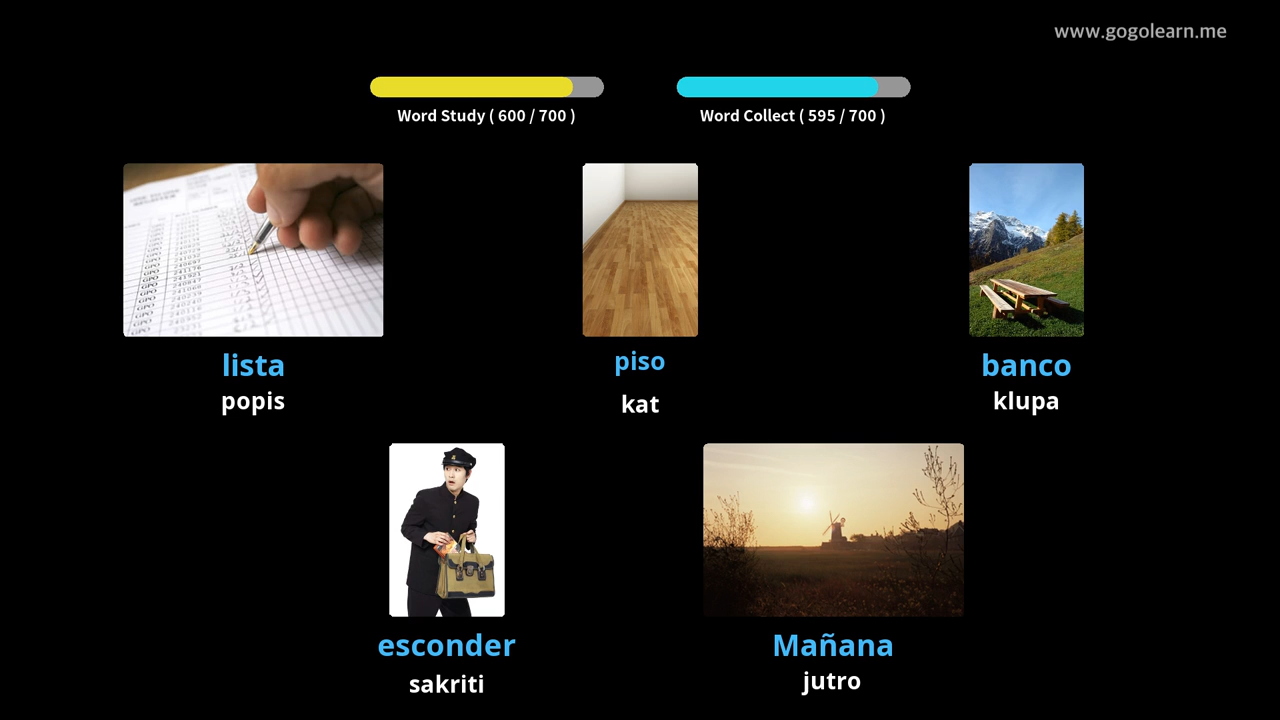 www.gogolearn.me
Word Study ( 600 / 700 )
Word Collect ( 595 / 700 )
lista
popis
piso
kat
banco
klupa
esconder
sakriti
Mañana
jutro